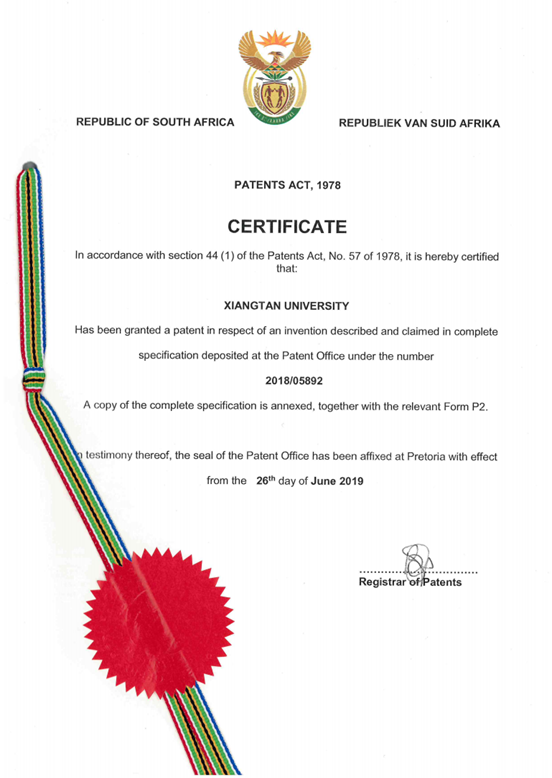 REPUBLIC OF SOUTH AFRICA
REPUBLIEK VAN SUID AFRIKA
PATENTS ACT, 1978
CERTIFICATE
In accordance with section 44 (1) of the Patents Act, No. 57 of 1978, it is hereby certified
that:
XIANGTAN UNIVERSITY
Has been granted a patent in respect of an invention described and claimed in complete
specification deposited at the Patent Office under the number
2018/05892
A copy of the complete specification is annexed, together with the relevant Form P2.
n testimony thereof, the seal of the Patent Office has been affixed at Pretoria with effect
from the 26th day of June 2019
Registrar of Patents